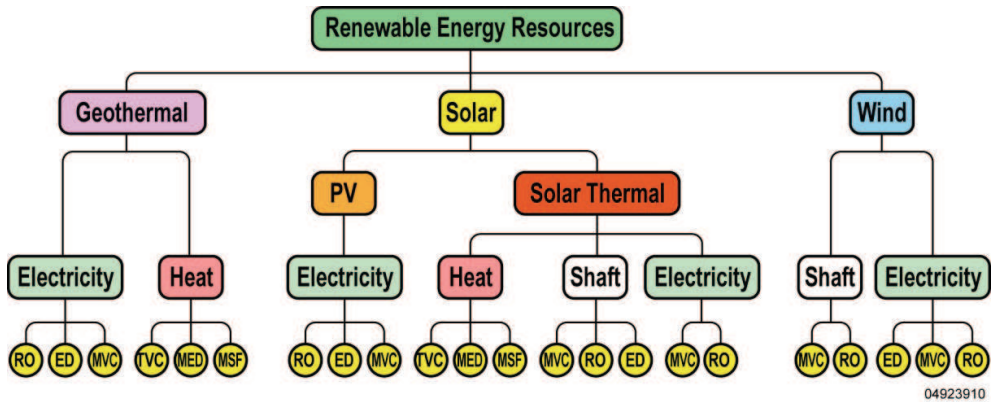 Renewable Energy Resources
Geothermal Solar Wind
PV Solar Thermal
Electricity Heat Electricity Heat Shaft Electricity Shaft Electricity
RO ED MVC TVC MED MSF RO ED MVC TVC MED MSF MVC RO ED MVC RO MVC RO ED MVC RO
04923910